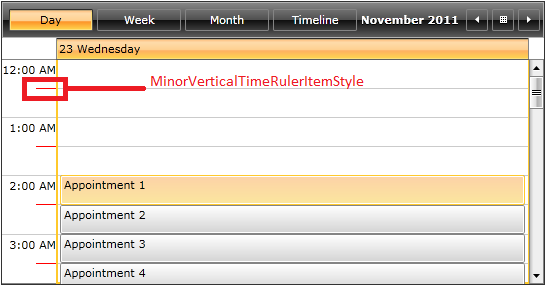 Day Week Month Timeline November 2011
23 Wednesday
12:00 AM
MinorVerticalTimeRulerItemStyle
1:00 AM
2:00 AM Appointment 1
Appointment 2
3:00 AM Appointment 3
Appointment 4